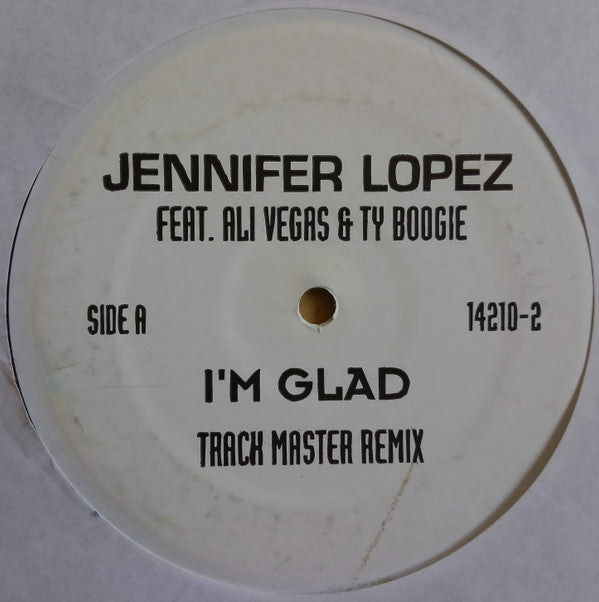 JENNIFER LOPEZ
FEAT. ALI VEGAS & TY BOOGIE
SIDE A 14210-2
I'M GLAD
TRACK MASTER REMIX